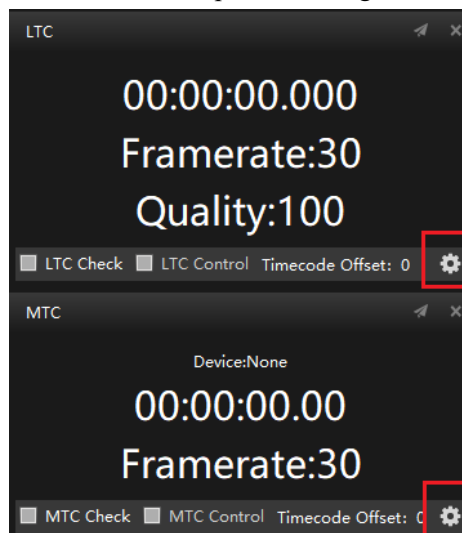 LTC
00:00:00.000
Framerate:30
Quality:100
LTC Check LTC Control Timecode Offset: 0
MTC
Device:None
00:00:00.00
Framerate:30
MTC Check MTC Control Timecode Offset: 0